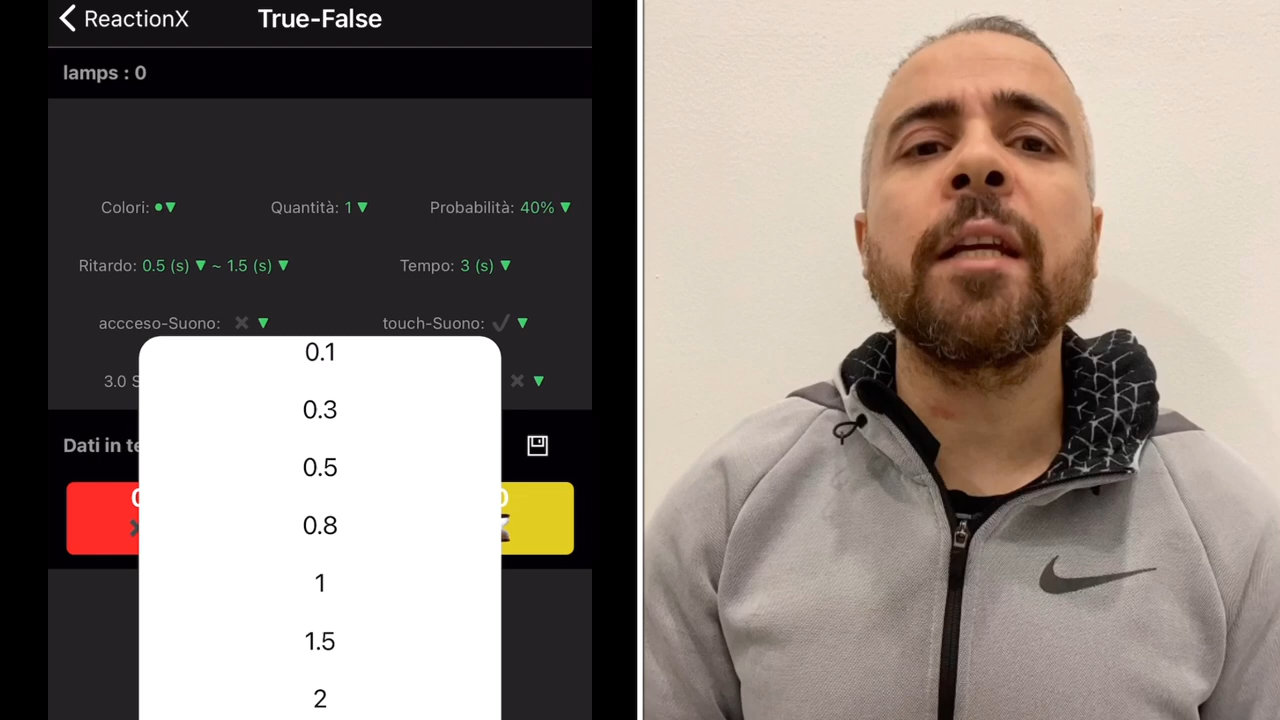 ReactionX
True-False
lamps : 0
Colori:
Quantità: 1
Probabilità: 40%
Ritardo: 0.5 (s) ~ 1.5 (s)
Tempo: 3 (s)
accceso-Suono:
touch-Suono:
3.0 S
Dati in te
0.1
0.3
0.5
0.8
1
1.5
2